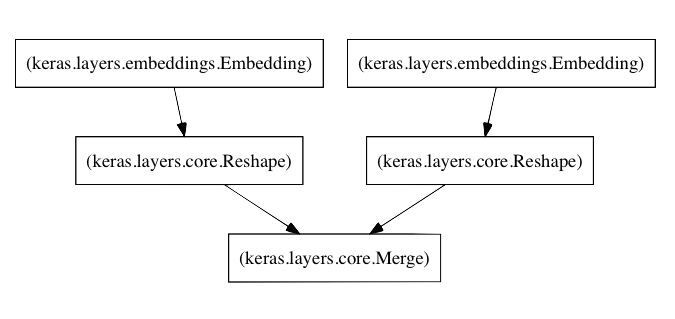 (keras.layers.embeddings.Embedding)
(keras.layers.embeddings.Embedding)
(keras.layers.core.Reshape)
(keras.layers.core.Reshape)
(keras.layers.core.Merge)